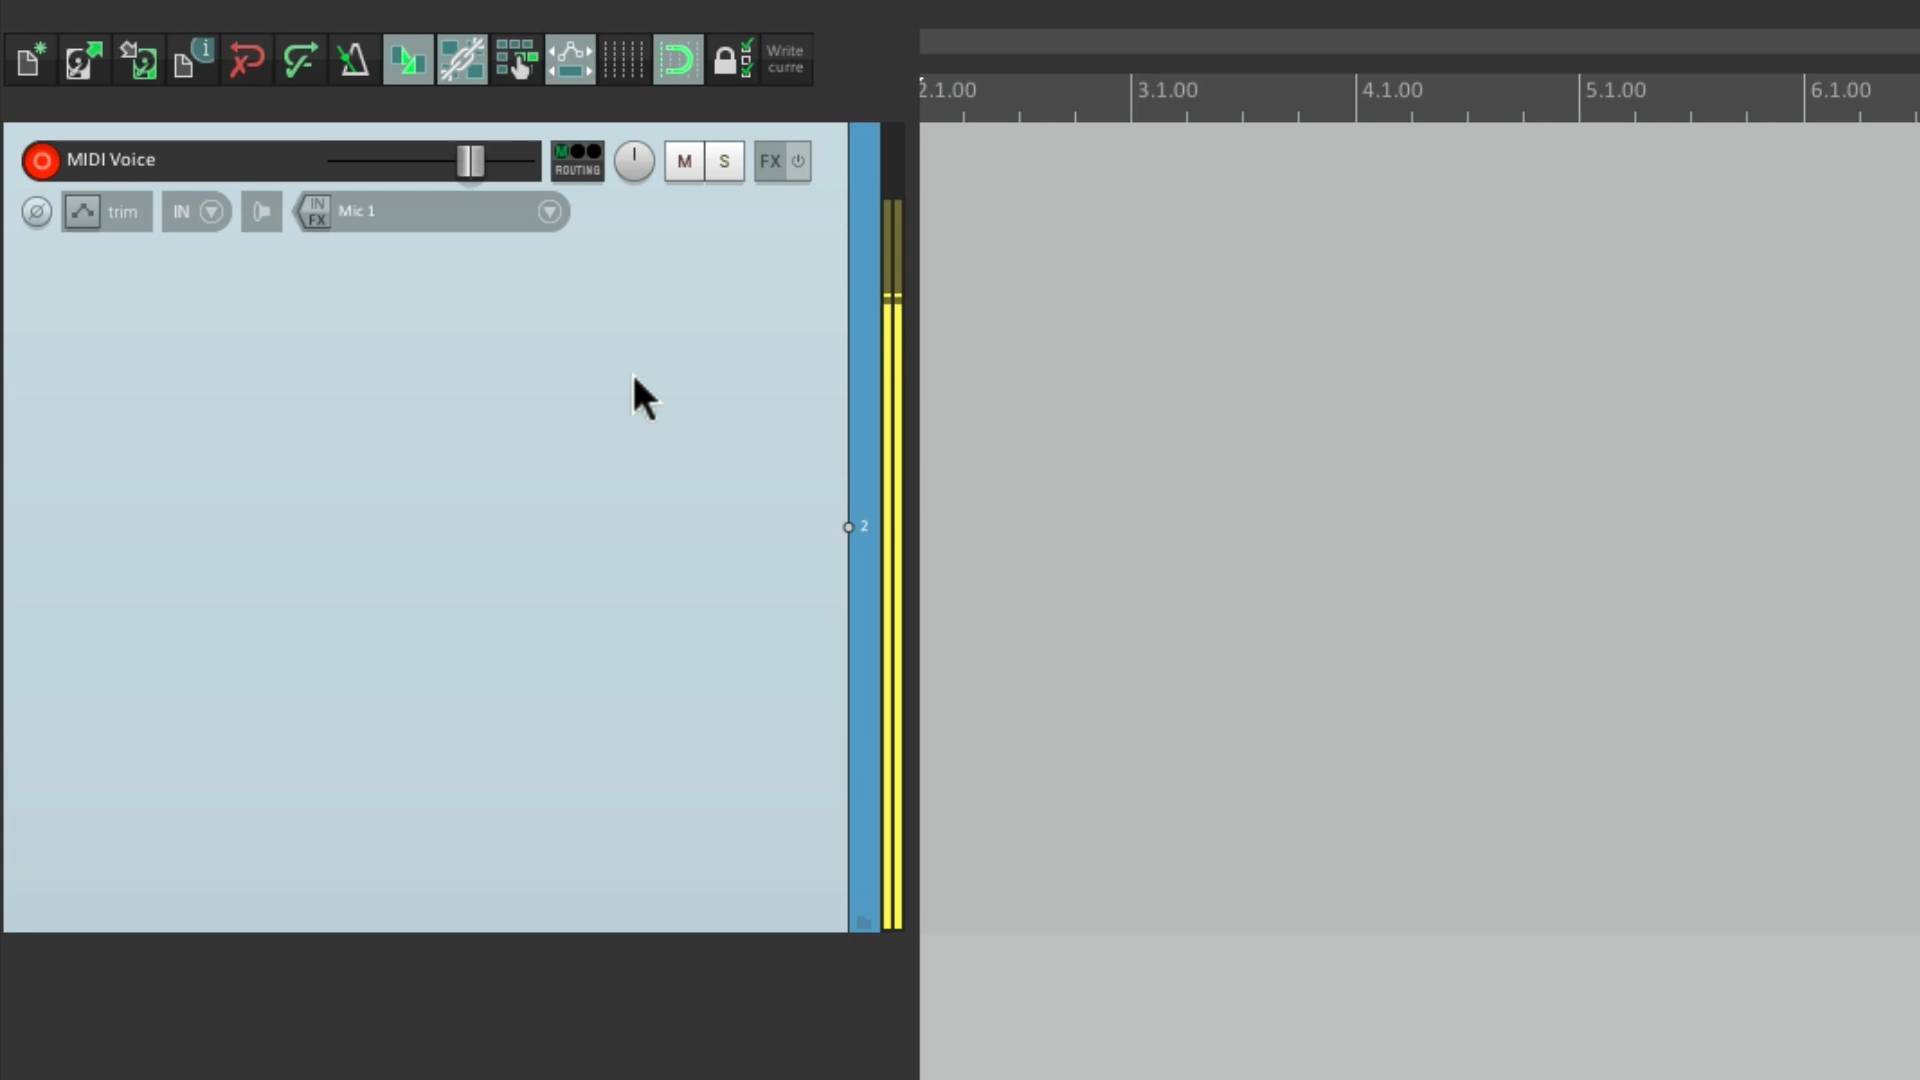 Write
curre
2.1.00 3.1.00 4.1.00 5.1.00 6.1.00
MIDI Voice
M
ROUTING
M
S
FX
trim
IN
IN
FX
Mic 1
2